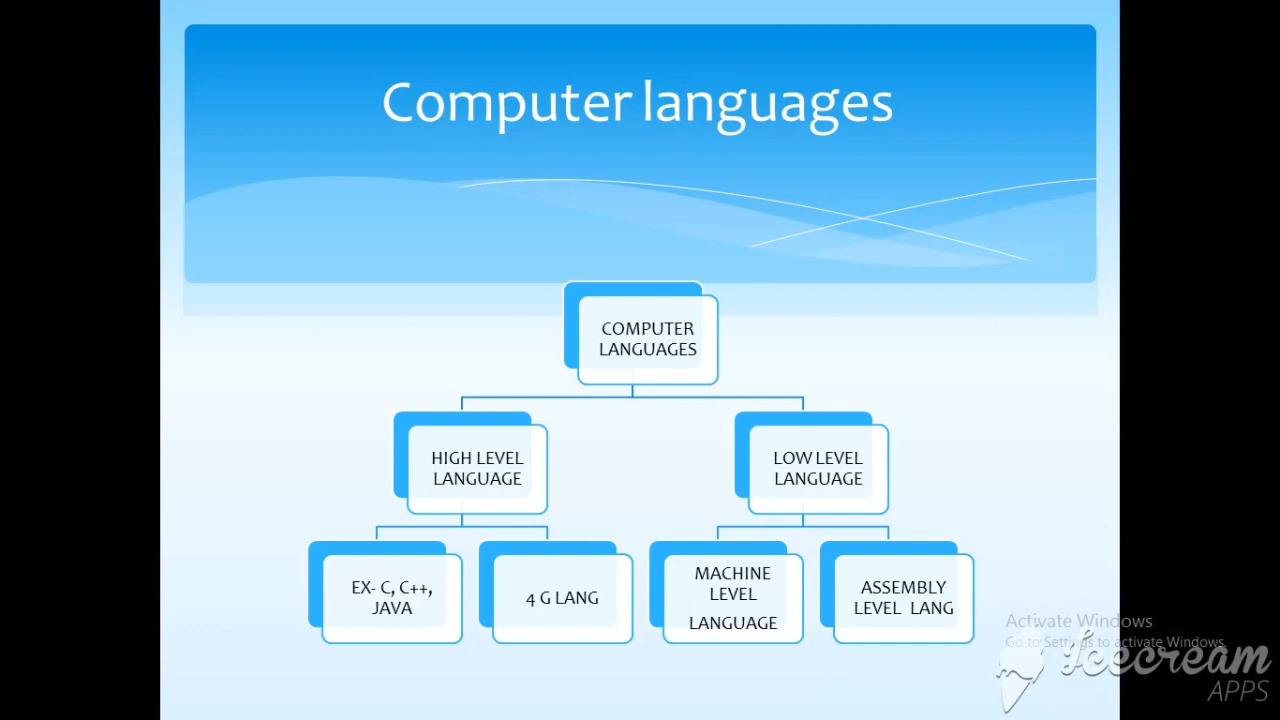 Computer languages
COMPUTER
LANGUAGES
HIGH LEVEL
LANGUAGE
LOW LEVEL
LANGUAGE
EX- C, C++,
JAVA
4 G LANG
MACHINE
LEVEL
LANGUAGE
ASSEMBLY
LEVEL LANG
Activate Windows
Go to Settings to activate Windows.
Icecream
APPS